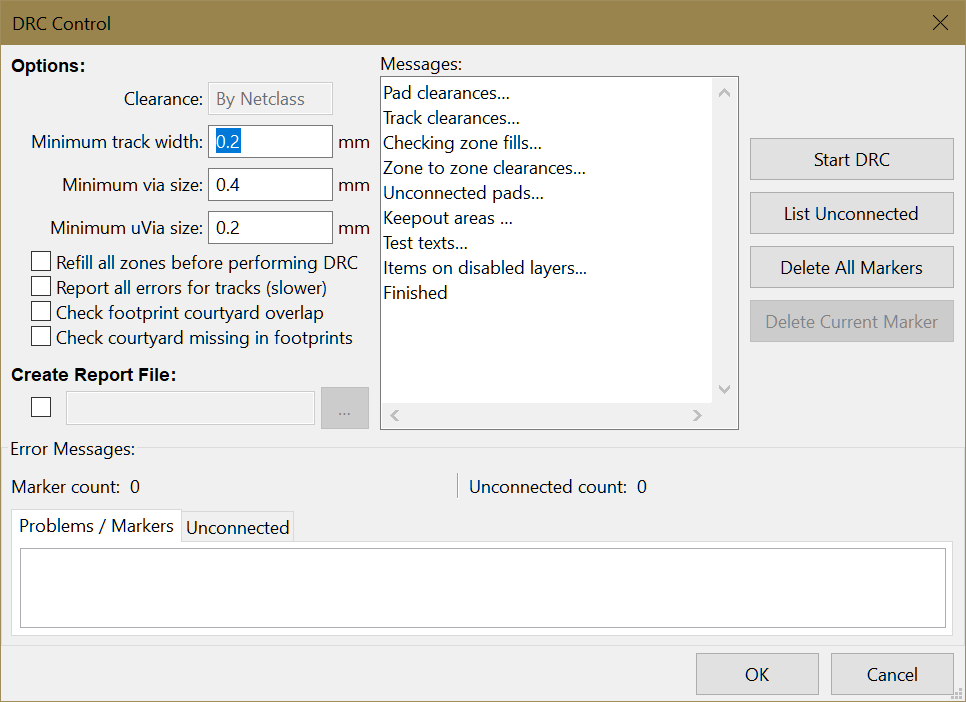 DRC Control
Options:
Clearance: By Netclass
Minimum track width: 0.2 mm
Minimum via size: 0.4 mm
Minimum uVia size: 0.2 mm
Refill all zones before performing DRC
Report all errors for tracks (slower)
Check footprint courtyard overlap
Check courtyard missing in footprints
Create Report File:
...
Messages:
Pad clearances...
Track clearances...
Checking zone fills...
Zone to zone clearances...
Unconnected pads...
Keepout areas ...
Test texts...
Items on disabled layers...
Finished
Start DRC
List Unconnected
Delete All Markers
Delete Current Marker
Error Messages:
Marker count: 0
Unconnected count: 0
Problems / Markers
Unconnected
OK
Cancel